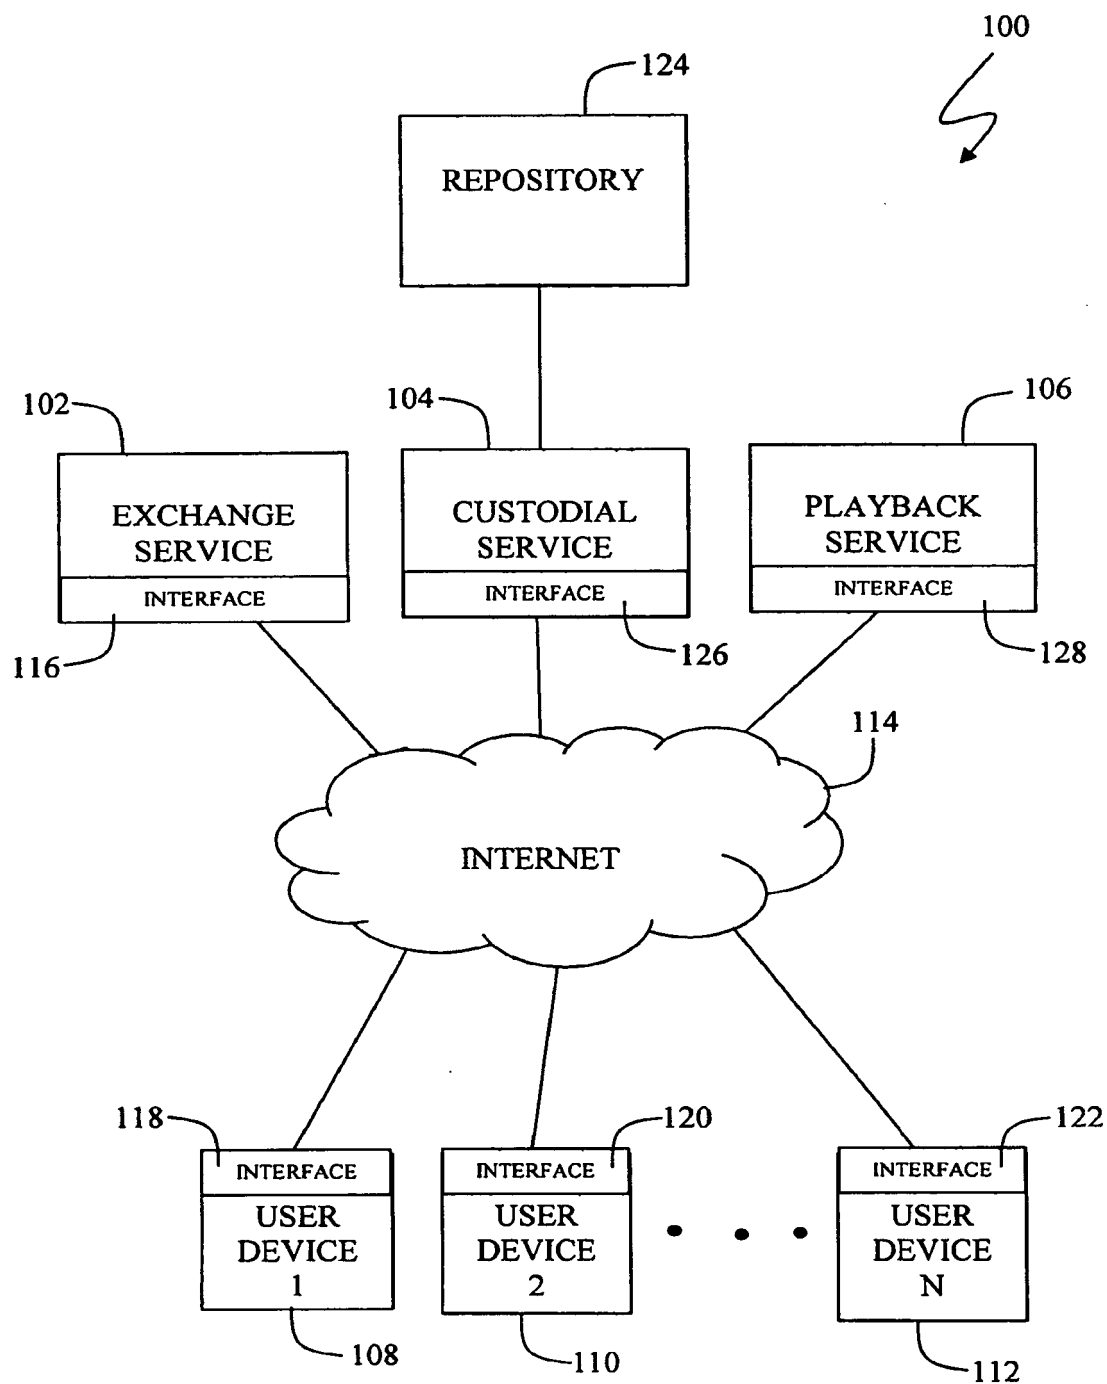 100
124
REPOSITORY
102
104
106
EXCHANGE
SERVICE
INTERFACE
CUSTODIAL
SERVICE
INTERFACE
PLAYBACK
SERVICE
INTERFACE
116
126
128
114
INTERNET
118
120
122
INTERFACE
USER
DEVICE
1
INTERFACE
USER
DEVICE
2
INTERFACE
USER
DEVICE
N
108
110
112